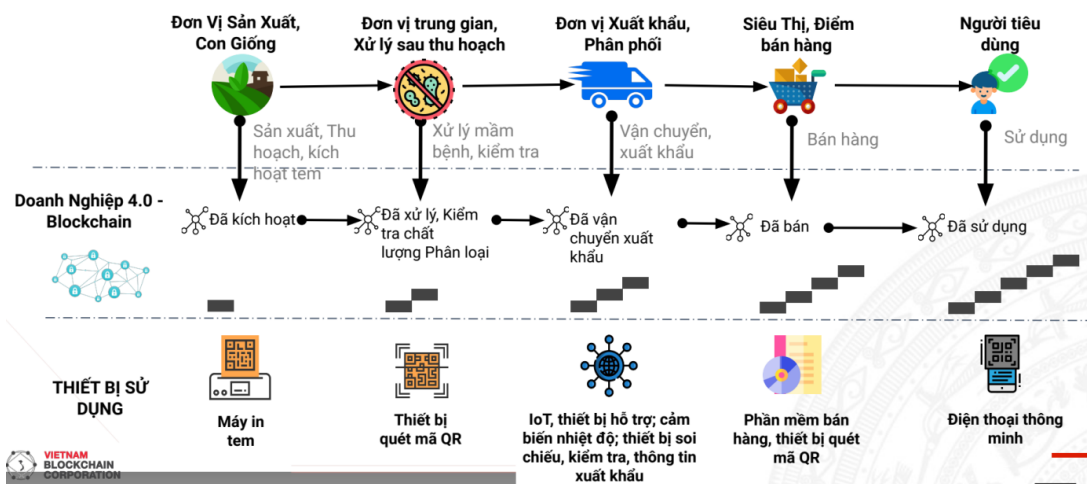 Đơn Vị Sản Xuất,
Con Giống
Đơn vị trung gian,
Xử lý sau thu hoạch
Đơn vị Xuất khẩu,
Phân phối
Siêu Thị, Điểm
bán hàng
Người tiêu
dùng
Sản xuất, Thu
hoạch, kích
hoạt tem
Xử lý mầm
bệnh, kiểm tra
Vận chuyển,
xuất khẩu
Bán hàng
Sử dụng
Doanh Nghiệp 4.0 -
Blockchain
Đã kích hoạt
Đã xử lý, Kiểm
tra chất
lượng Phân loại
Đã vận
chuyển xuất
khẩu
Đã bán
Đã sử dụng
THIẾT BỊ SỬ
DỤNG
Máy in
tem
Thiết bị
quét mã QR
IoT, thiết bị hỗ trợ; cảm
biến nhiệt độ; thiết bị soi
chiếu, kiểm tra, thông tin
xuất khẩu
Phần mềm bán
hàng, thiết bị quét
mã QR
Điện thoại thông
minh
VIETNAM
BLOCKCHAIN
CORPORATION